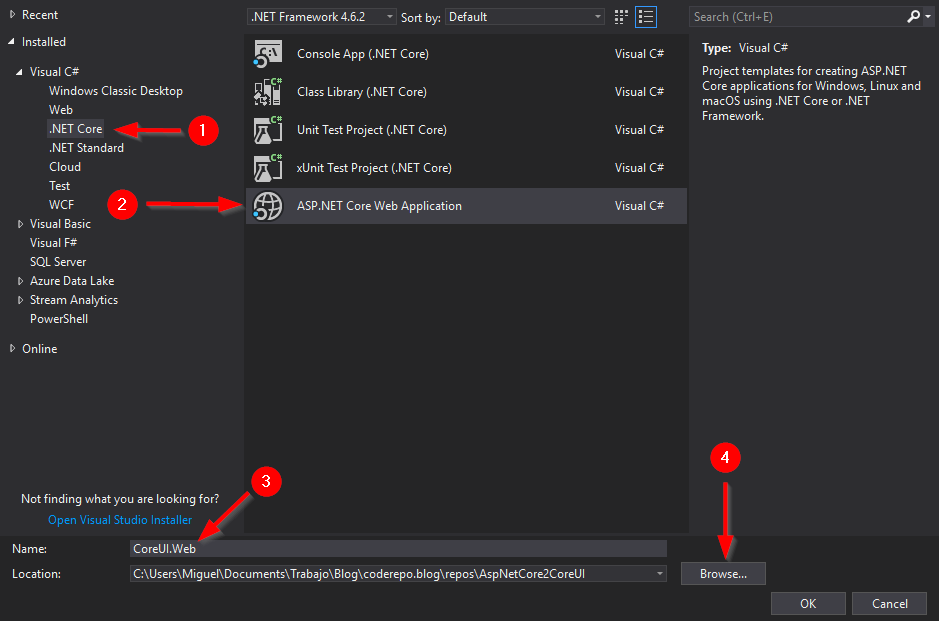 Recent
Installed
Visual C#
Windows Classic Desktop
Web
.NET Core
.NET Standard
Cloud
Test
WCF
Visual Basic
Visual F#
SQL Server
Azure Data Lake
Stream Analytics
PowerShell
Online
Not finding what you are looking for?
Open Visual Studio Installer
1
2
3
4
.NET Framework 4.6.2 Sort by: Default
Console App (.NET Core) Visual C#
Class Library (.NET Core) Visual C#
Unit Test Project (.NET Core) Visual C#
xUnit Test Project (.NET Core) Visual C#
ASP.NET Core Web Application Visual C#
Search (Ctrl+E)
Type: Visual C#
Project templates for creating ASP.NET
Core applications for Windows, Linux and
macOS using .NET Core or .NET
Framework.
Name: CoreUI.Web
Location: C:\Users\Miguel\Documents\Trabajo\Blog\coderepo.blog\repos\AspNetCore2CoreUI
Browse...
OK Cancel